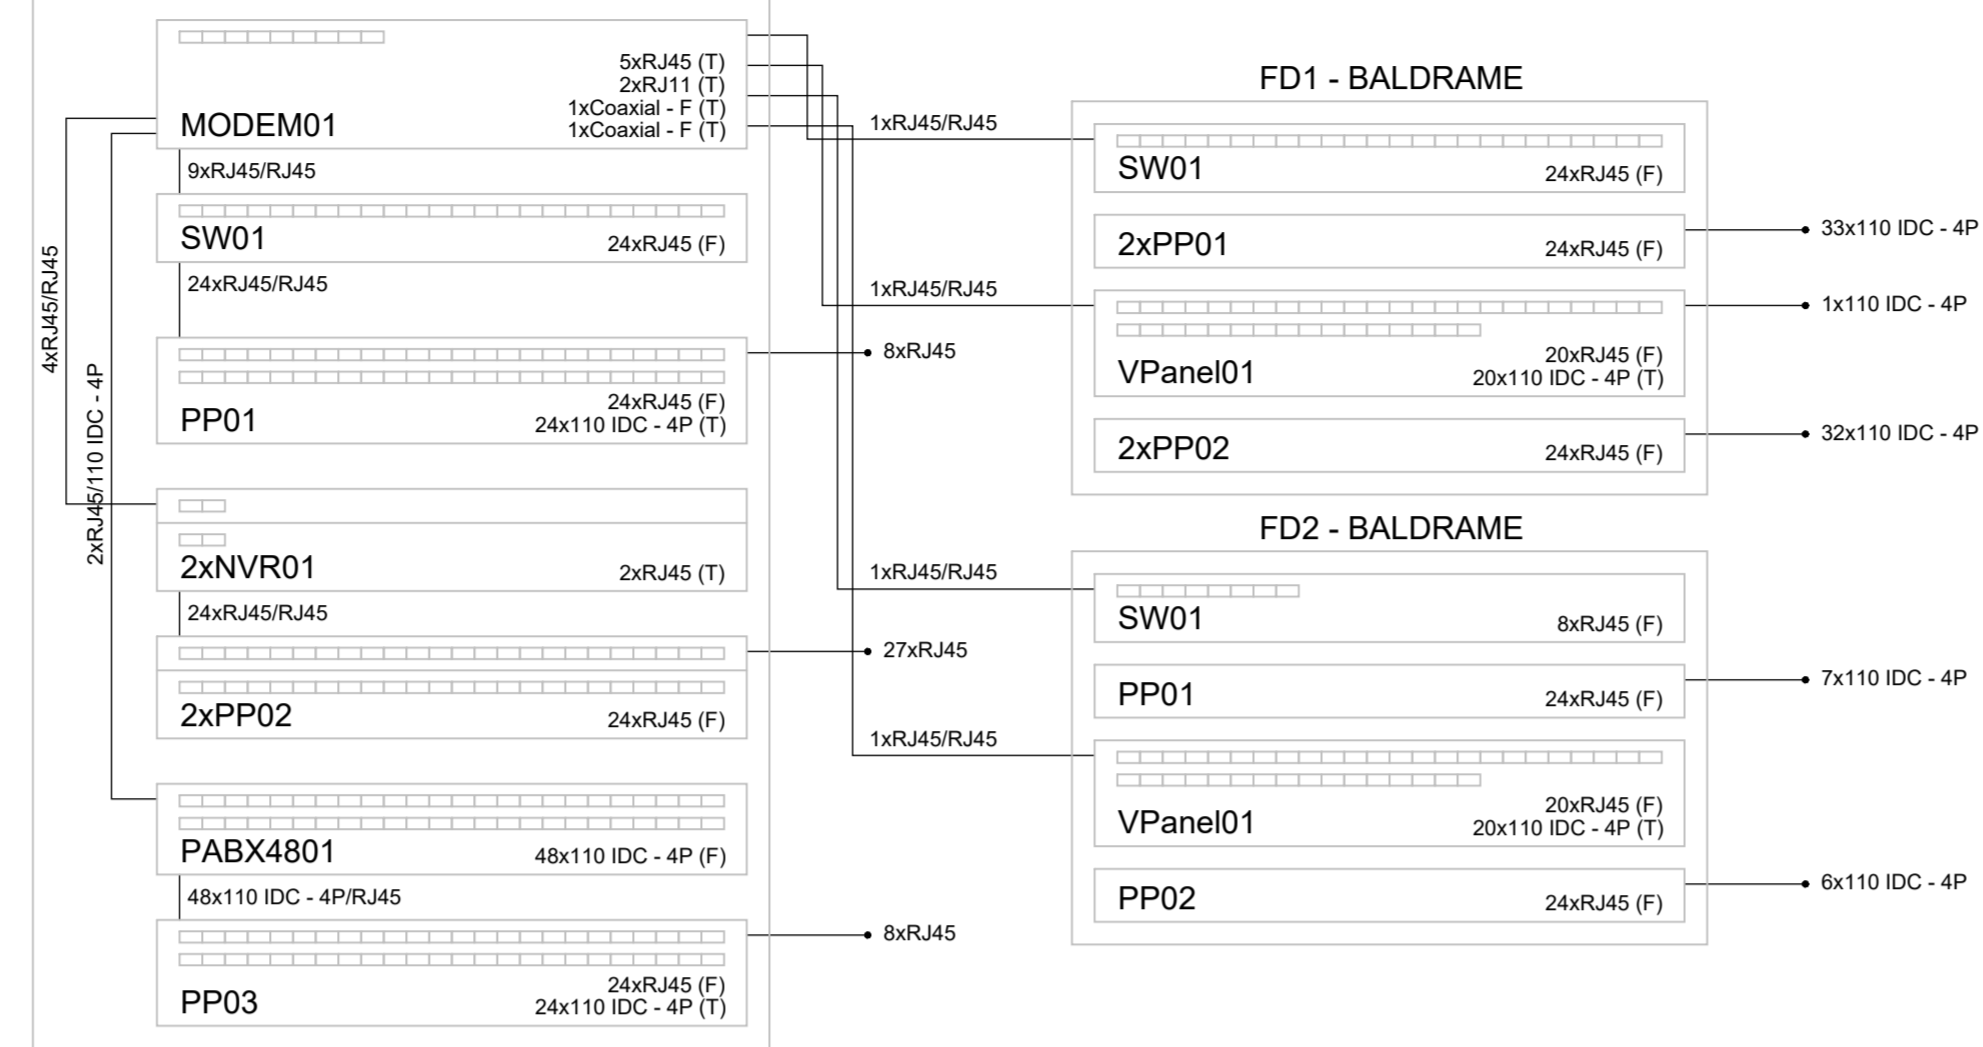 5xRJ45 (T)
2xRJ11 (T)
1xCoaxial - F (T)
1xCoaxial - F (T)
MODEM01
9xRJ45/RJ45
SW01
24xRJ45 (F)
24xRJ45/RJ45
4xRJ45/RJ45
2xRJ45/110 IDC - 4P
24xRJ45 (F)
24x110 IDC - 4P (T)
PP01
8xRJ45
2xNVR01
2xRJ45 (T)
24xRJ45/RJ45
27xRJ45
2xPP02
24xRJ45 (F)
PABX4801
48x110 IDC - 4P (F)
48x110 IDC - 4P/RJ45
8xRJ45
24xRJ45 (F)
24x110 IDC - 4P (T)
PP03
1xRJ45/RJ45
1xRJ45/RJ45
1xRJ45/RJ45
1xRJ45/RJ45
FD1 - BALDRAME
SW01
24xRJ45 (F)
2xPP01
24xRJ45 (F)
33x110 IDC - 4P
1x110 IDC - 4P
20xRJ45 (F)
20x110 IDC - 4P (T)
VPanel01
2xPP02
24xRJ45 (F)
32x110 IDC - 4P
FD2 - BALDRAME
SW01
8xRJ45 (F)
PP01
24xRJ45 (F)
7x110 IDC - 4P
20xRJ45 (F)
20x110 IDC - 4P (T)
VPanel01
PP02
24xRJ45 (F)
6x110 IDC - 4P